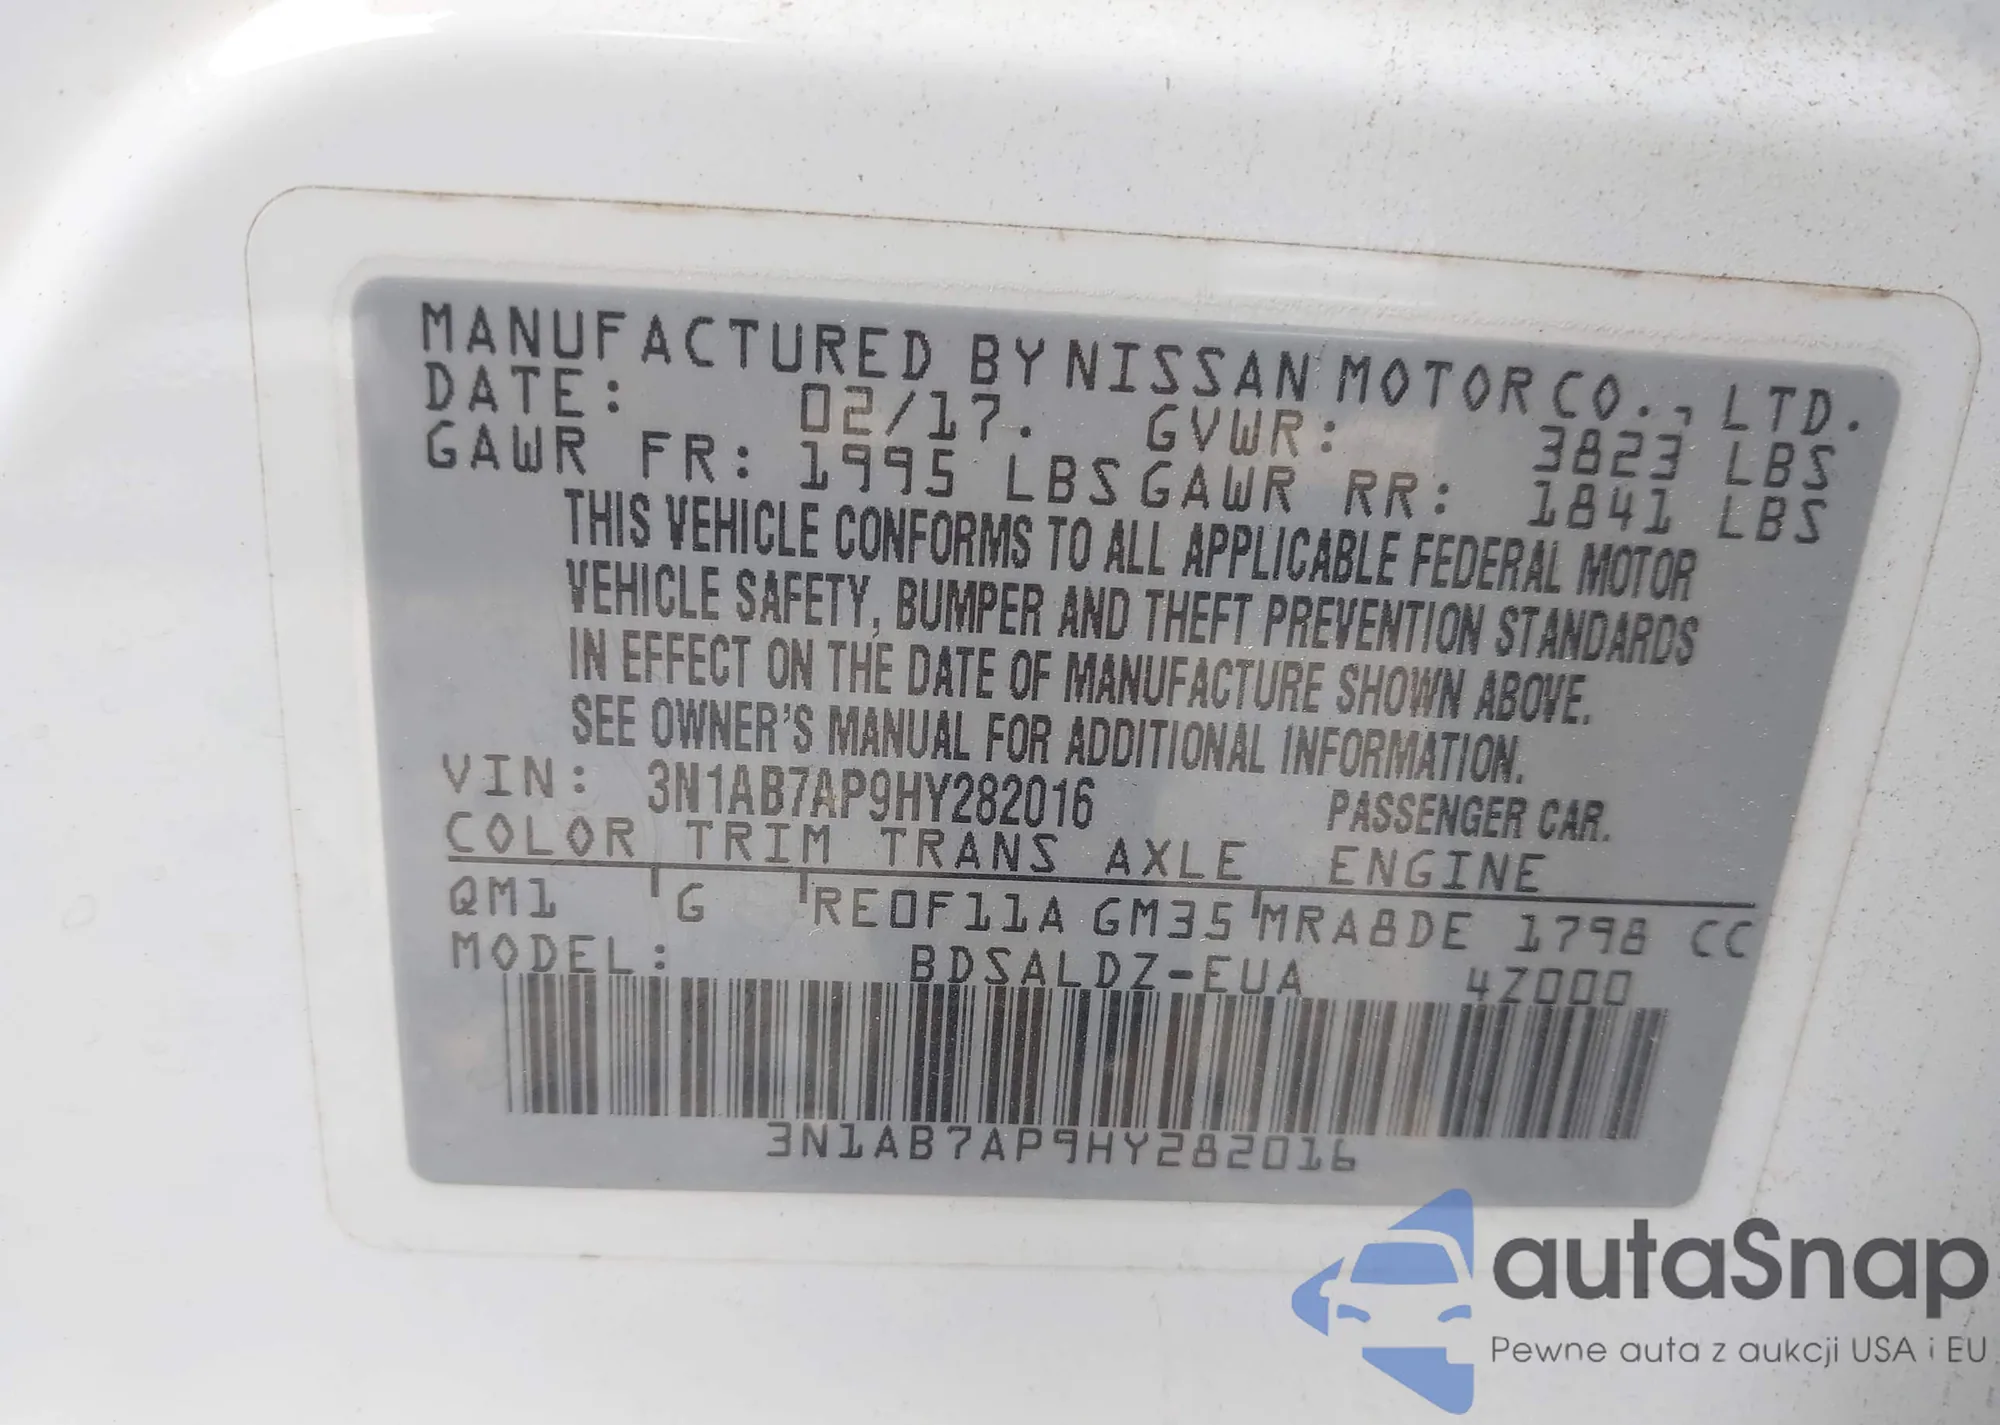 MANUFACTURED BY NISSAN MOTOR CO., LTD.
DATE: 02/17. GVWR: 3823 LBS
GAWR FR: 1995 LBS GAWR RR: 1841 LBS
THIS VEHICLE CONFORMS TO ALL APPLICABLE FEDERAL MOTOR
VEHICLE SAFETY, BUMPER AND THEFT PREVENTION STANDARDS
IN EFFECT ON THE DATE OF MANUFACTURE SHOWN ABOVE.
SEE OWNER'S MANUAL FOR ADDITIONAL INFORMATION.
VIN: 3N1AB7AP9HY282016 PASSENGER CAR.
COLOR TRIM TRANS AXLE ENGINE
QM1 G RE0F11A GM35 MRA8DE 1798 CC
MODEL: BDSALDZ-EUA 4Z000
3N1AB7AP9HY282016
autaSnap
Pewne auta z aukcji USA i EU